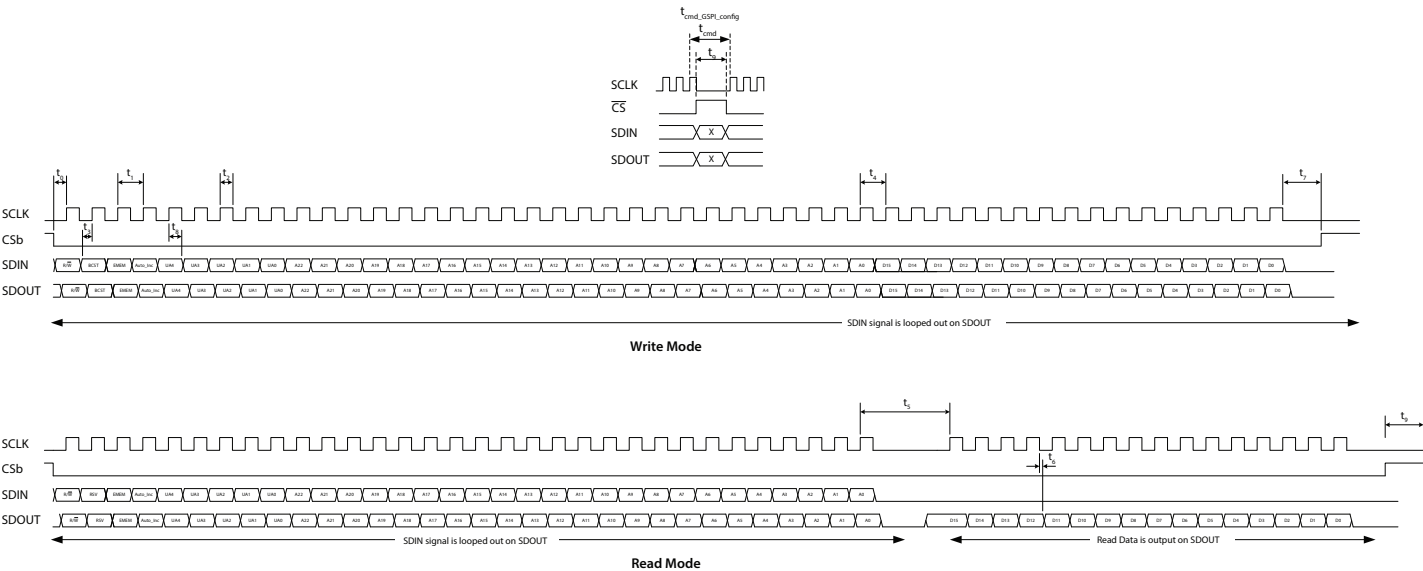 t cmd_GSPI_config
t cmd
t9
SCLK
CS
SDIN X
SDOUT X
t0 t1 t2 t4 t7
SCLK
t3 t8
CSb
SDIN R/W BCST EMEM Auto_Inc UA4 UA3 UA2 UA1 UA0 A22 A21 A20 A19 A18 A17 A16 A15 A14 A13 A12 A11 A10 A9 A8 A7 A6 A5 A4 A3 A2 A1 A0 D15 D14 D13 D12 D11 D10 D9 D8 D7 D6 D5 D4 D3 D2 D1 D0
SDOUT R/W BCST EMEM Auto_Inc UA4 UA3 UA2 UA1 UA0 A22 A21 A20 A19 A18 A17 A16 A15 A14 A13 A12 A11 A10 A9 A8 A7 A6 A5 A4 A3 A2 A1 A0 D15 D14 D13 D12 D11 D10 D9 D8 D7 D6 D5 D4 D3 D2 D1 D0
SDIN signal is looped out on SDOUT
Write Mode
t5 t9
SCLK
t6
CSb
SDIN R/W RSV EMEM Auto_Inc UA4 UA3 UA2 UA1 UA0 A22 A21 A20 A19 A18 A17 A16 A15 A14 A13 A12 A11 A10 A9 A8 A7 A6 A5 A4 A3 A2 A1 A0
SDOUT R/W RSV EMEM Auto_Inc UA4 UA3 UA2 UA1 UA0 A22 A21 A20 A19 A18 A17 A16 A15 A14 A13 A12 A11 A10 A9 A8 A7 A6 A5 A4 A3 A2 A1 A0 D15 D14 D13 D12 D11 D10 D9 D8 D7 D6 D5 D4 D3 D2 D1 D0
SDIN signal is looped out on SDOUT Read Data is output on SDOUT
Read Mode